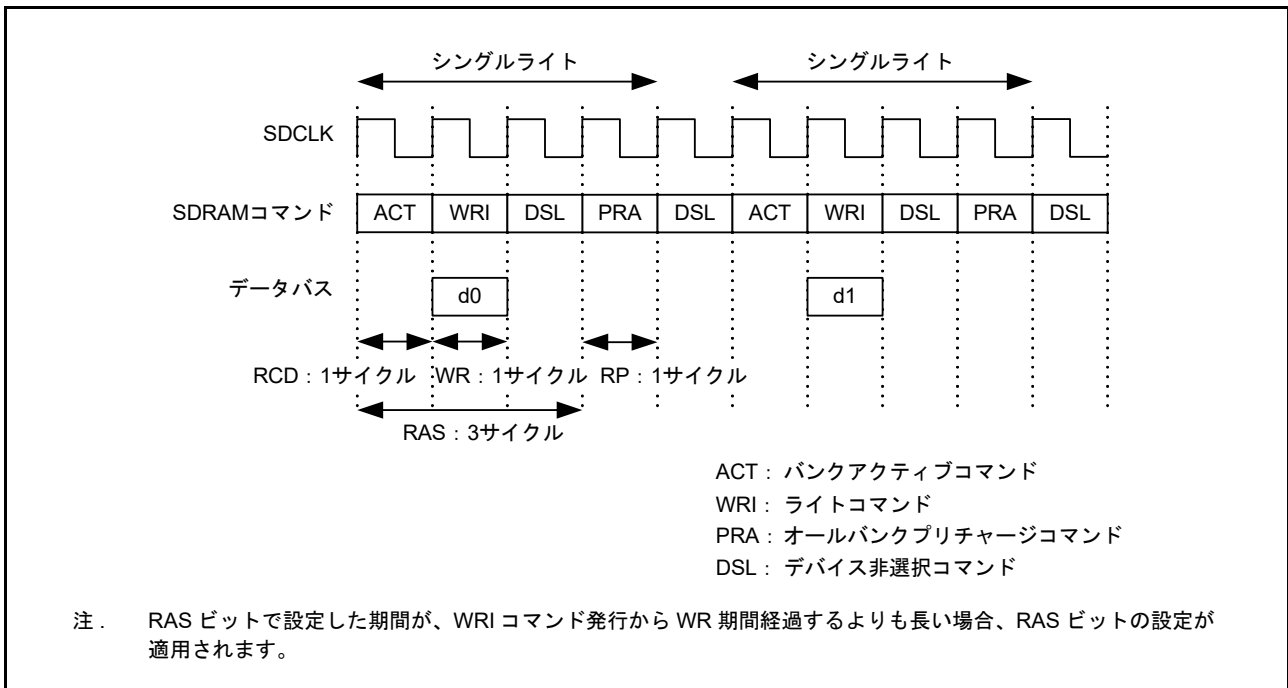 シングルライト シングルライト
SDCLK
SDRAMコマンド ACT WRI DSL PRA DSL ACT WRI DSL PRA DSL
データバス d0 d1
RCD：1サイクル WR：1サイクル RP：1サイクル
RAS：3サイクル
ACT： バンクアクティブコマンド
WRI： ライトコマンド
PRA： オールバンクプリチャージコマンド
DSL： デバイス非選択コマンド
注． RAS ビットで設定した期間が、WRI コマンド発行から WR 期間経過するよりも長い場合、RAS ビットの設定が
適用されます。